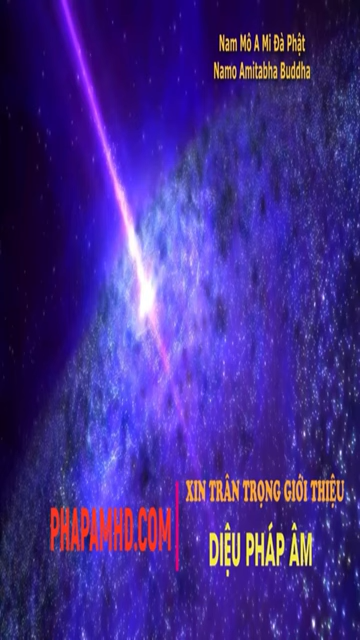 Nam Mô A Mi Đà Phật
Namo Amitabha Buddha
XIN TRÂN TRỌNG GIỚI THIỆU
PHAPAMHD.COM
DIỆU PHÁP ÂM